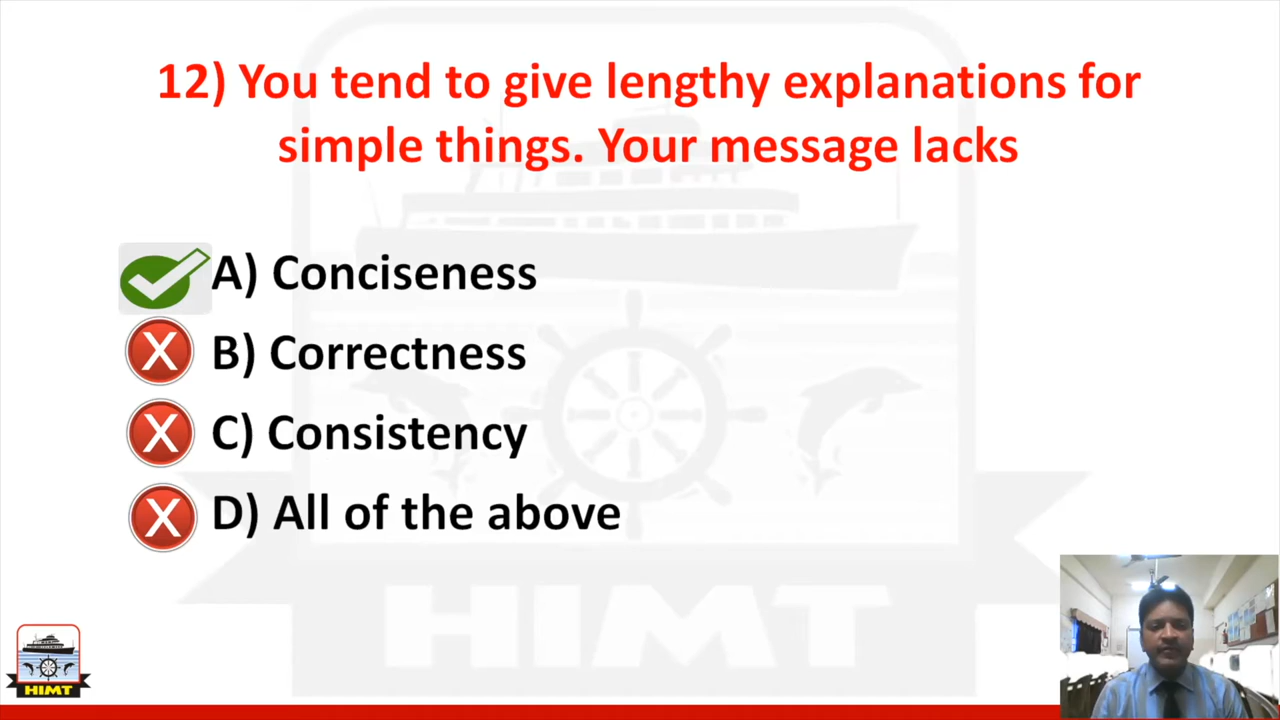 12) You tend to give lengthy explanations for
simple things. Your message lacks
A) Conciseness
X B) Correctness
X C) Consistency
X D) All of the above
HIMT
HIMT